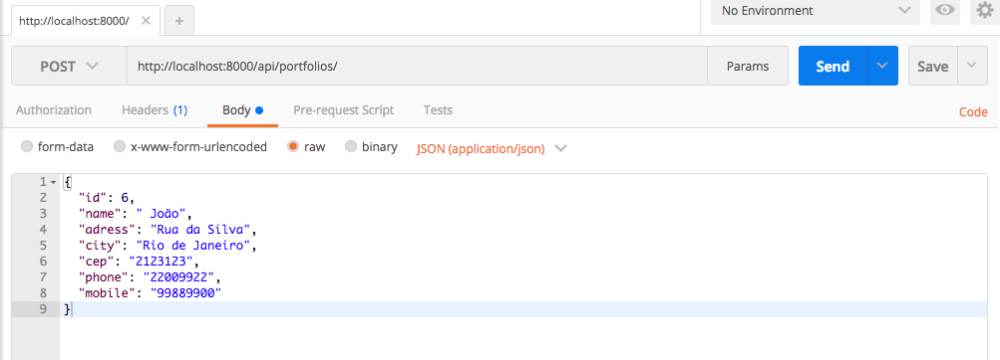 http://localhost:8000/ × + No Environment
POST http://localhost:8000/api/portfolios/ Params Send Save
Authorization Headers (1) Body Pre-request Script Tests Code
form-data x-www-form-urlencoded raw binary JSON (application/json)
1 {
2 "id": 6,
3 "name": " João",
4 "adress": "Rua da Silva",
5 "city": "Rio de Janeiro",
6 "cep": "2123123",
7 "phone": "22009922",
8 "mobile": "99889900"
9 }